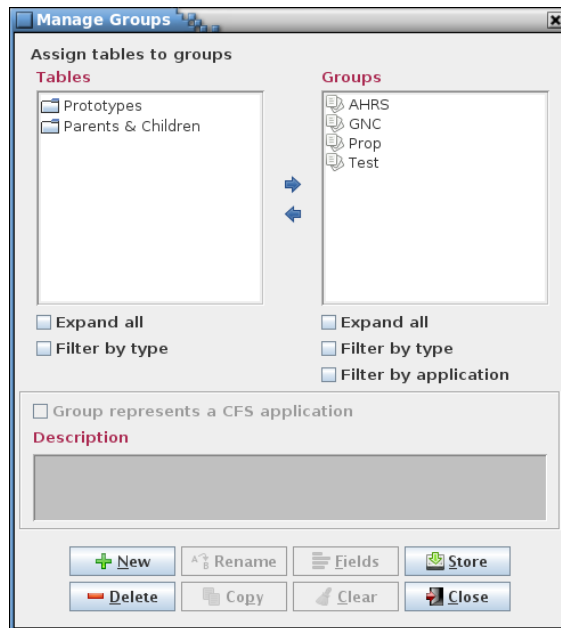 Manage Groups
Assign tables to groups
Tables
Prototypes
Parents & Children
Expand all
Filter by type
Groups
AHRS
GNC
Prop
Test
Expand all
Filter by type
Filter by application
Group represents a CFS application
Description
New Rename Fields Store
Delete Copy Clear Close